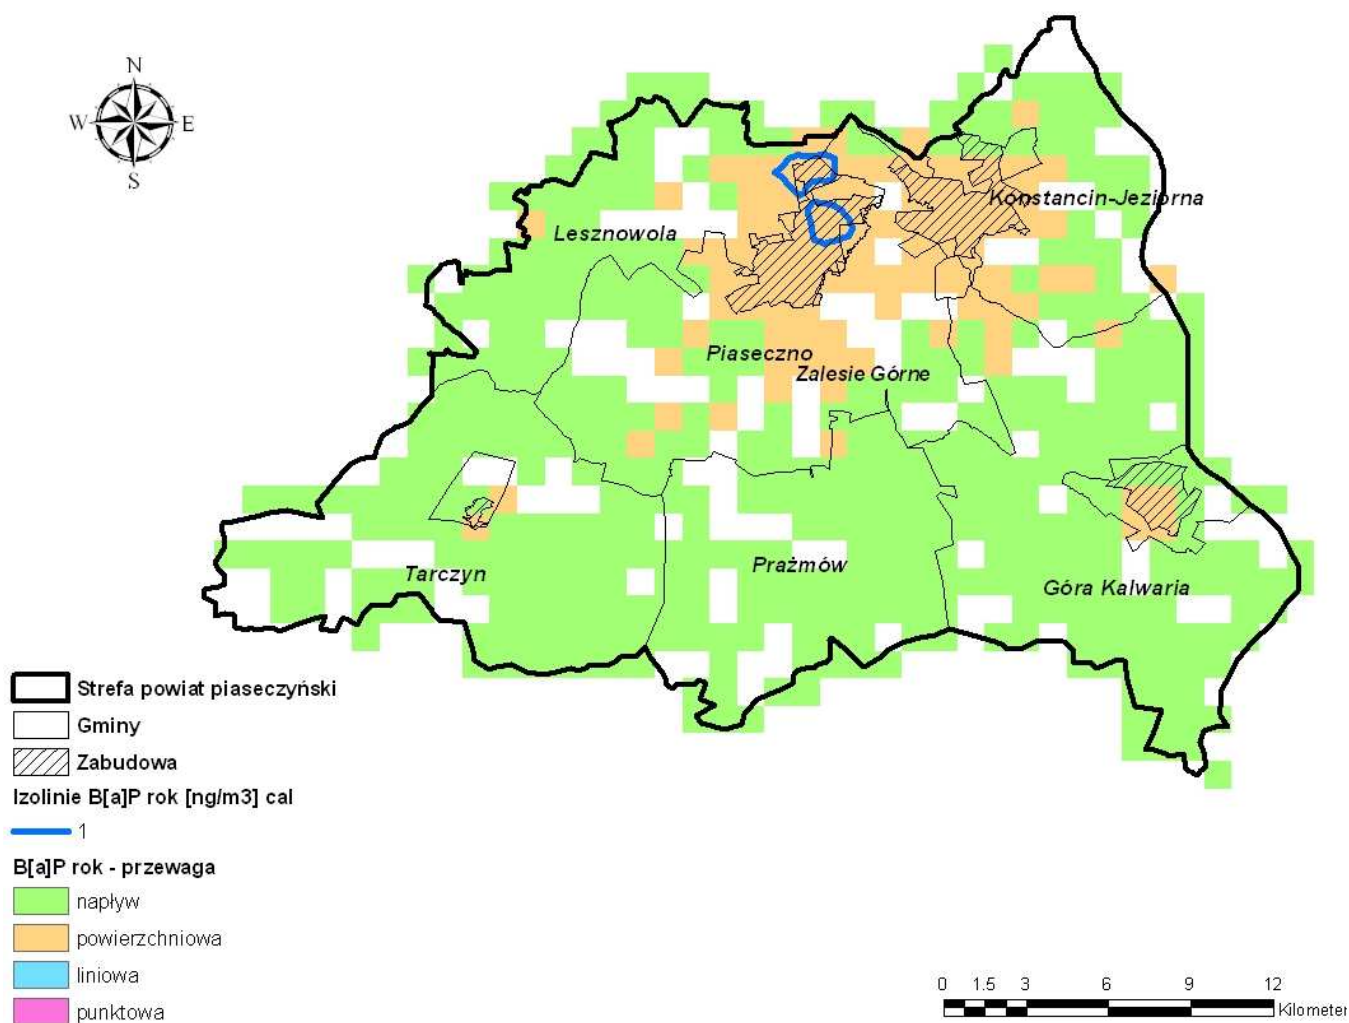 N
W E
S
Konstancin-Jeziorna
Lesznowola
Piaseczno
Zalesie Górne
Tarczyn
Prażmów
Góra Kalwaria
Strefa powiat piaseczyński
Gminy
Zabudowa
Izolinie B[a]P rok [ng/m3] cal
1
B[a]P rok - przewaga
napływ
powierzchniowa
liniowa
punktowa
0 1.5 3 6 9 12
Kilometer